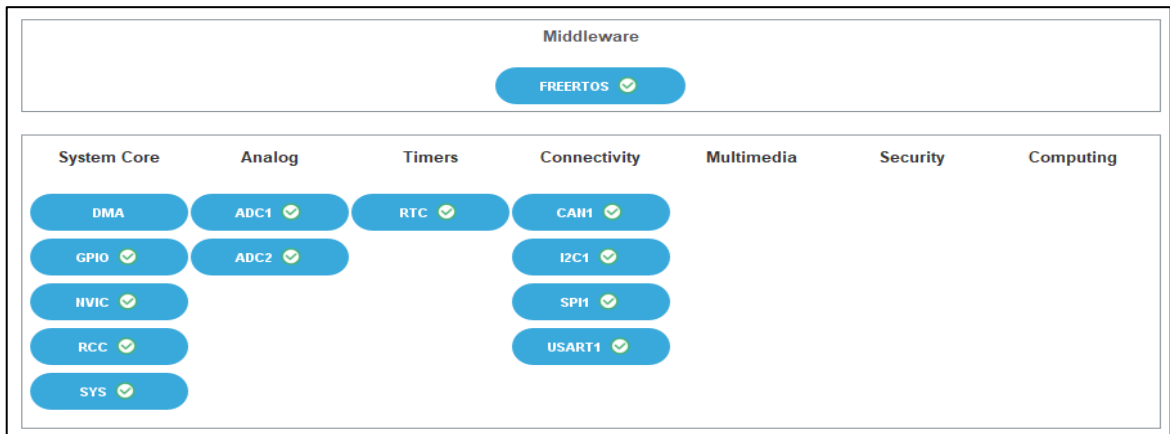 Middleware
FREERTOS
System Core Analog Timers Connectivity Multimedia Security Computing
DMA ADC1 RTC CAN1
GPIO ADC2 I2C1
NVIC SPI1
RCC USART1
SYS